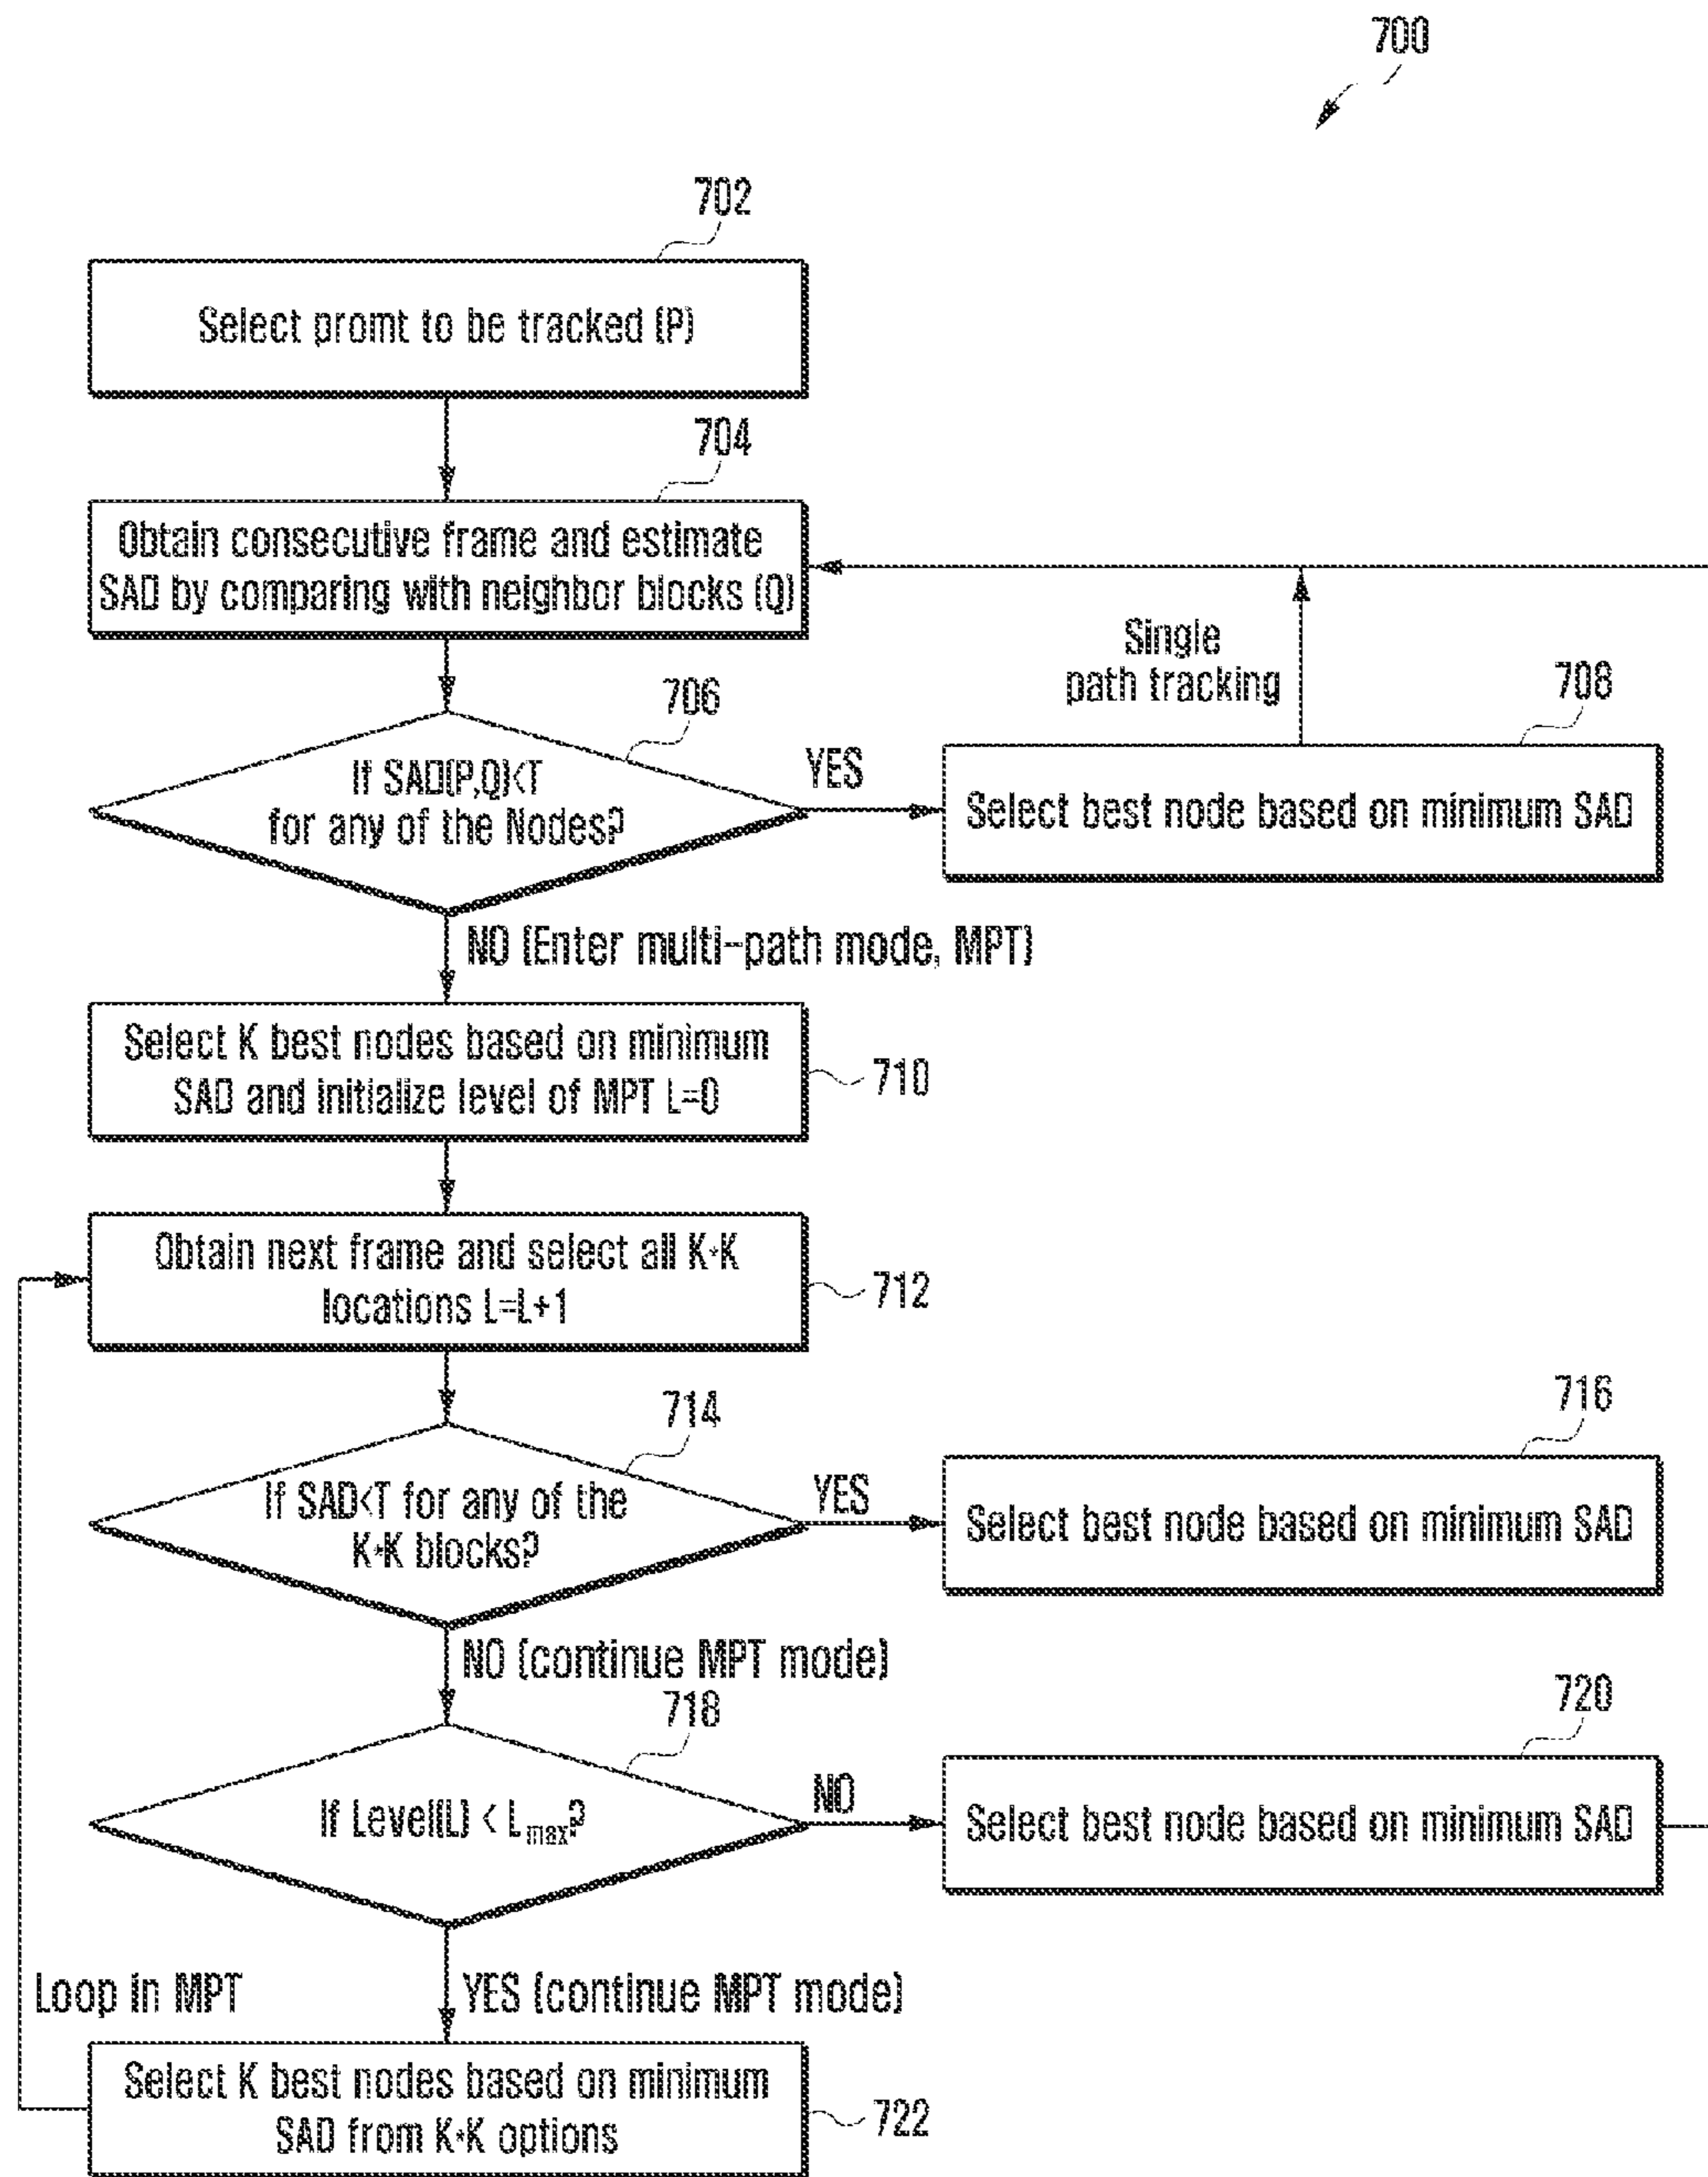 700
702
Select promt to be tracked (P)
704
Obtain consecutive frame and estimate
SAD by comparing with neighbor blocks (Q)
Single
path tracking
706
708
If SAD(P,Q)<T
for any of the Nodes?
YES
Select best node based on minimum SAD
NO (Enter multi-path mode, MPT)
Select K best nodes based on minimum
SAD and initialize level of MPT L=0
710
Obtain next frame and select all K*K
locations L=L+1
712
714
716
If SAD<T for any of the
K*K blocks?
YES
Select best node based on minimum SAD
NO (continue MPT mode)
718
720
If Level(L) < Lmax?
NO
Select best node based on minimum SAD
Loop in MPT
YES (continue MPT mode)
Select K best nodes based on minimum
SAD from K*K options
722